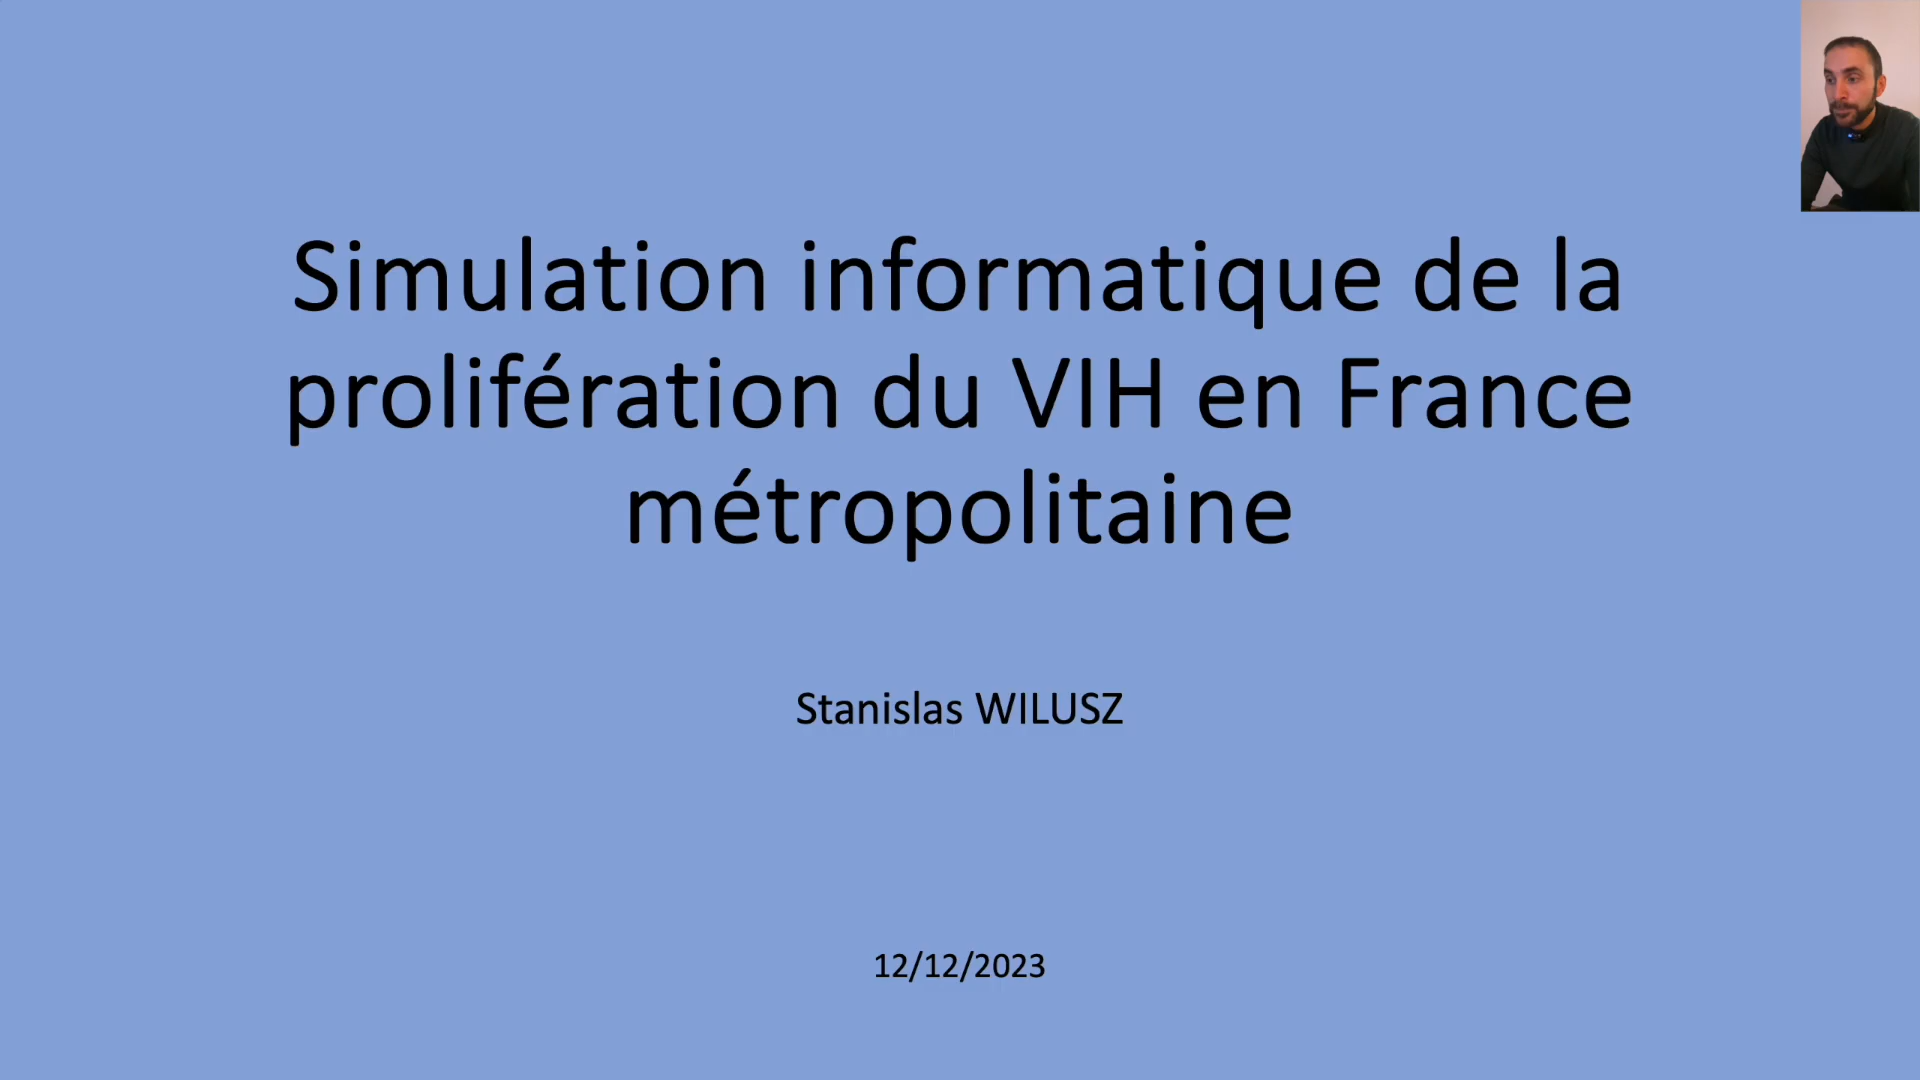 Simulation informatique de la
prolifération du VIH en France
métropolitaine
Stanislas WILUSZ
12/12/2023